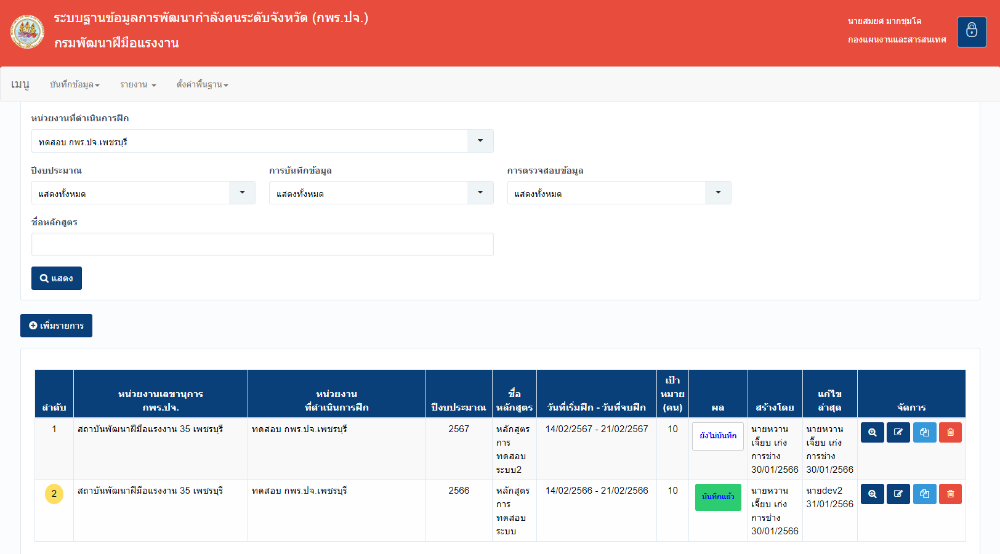 ระบบฐานข้อมูลการพัฒนากำลังคนระดับจังหวัด (กพร.ปจ.)
กรมพัฒนาฝีมือแรงงาน
นายสมยศ มากชุมโค
กองแผนงานและสารสนเทศ
เมนู บันทึกข้อมูล รายงาน ตั้งค่าพื้นฐาน
หน่วยงานที่ดำเนินการฝึก
ทดสอบ กพร.ปจ.เพชรบุรี
ปีงบประมาณ การบันทึกข้อมูล การตรวจสอบข้อมูล
แสดงทั้งหมด แสดงทั้งหมด แสดงทั้งหมด
ชื่อหลักสูตร
แสดง
เพิ่มรายการ
ลำดับ
หน่วยงานเลขานุการ
กพร.ปจ.
หน่วยงาน
ที่ดำเนินการฝึก
ปีงบประมาณ
ชื่อ
หลักสูตร
วันที่เริ่มฝึก - วันที่จบฝึก
เป้า
หมาย
(คน)
ผล
สร้างโดย
แก้ไข
ล่าสุด
จัดการ
1
สถาบันพัฒนาฝีมือแรงงาน 35 เพชรบุรี
ทดสอบ กพร.ปจ.เพชรบุรี
2567
หลักสูตร
การ
ทดสอบ
ระบบ2
14/02/2567 - 21/02/2567
10
ยังไม่บันทึก
นายหวาน
เจี๊ยบ เก่ง
การช่าง
30/01/2566
นายหวาน
เจี๊ยบ เก่ง
การช่าง
30/01/2566
2
สถาบันพัฒนาฝีมือแรงงาน 35 เพชรบุรี
ทดสอบ กพร.ปจ.เพชรบุรี
2566
หลักสูตร
การ
ทดสอบ
ระบบ
14/02/2566 - 21/02/2566
10
บันทึกแล้ว
นายหวาน
เจี๊ยบ เก่ง
การช่าง
30/01/2566
นายdev2
31/01/2566